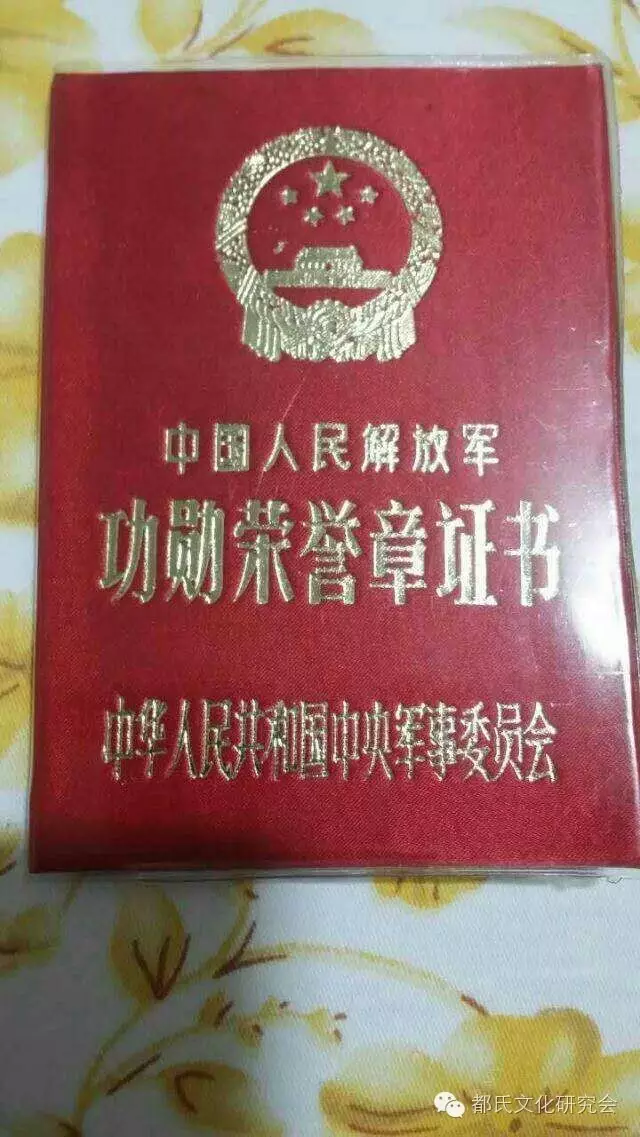 中国人民解放军
功勋荣誉章证书
中华人民共和国中央军事委员会
都氏文化研究会